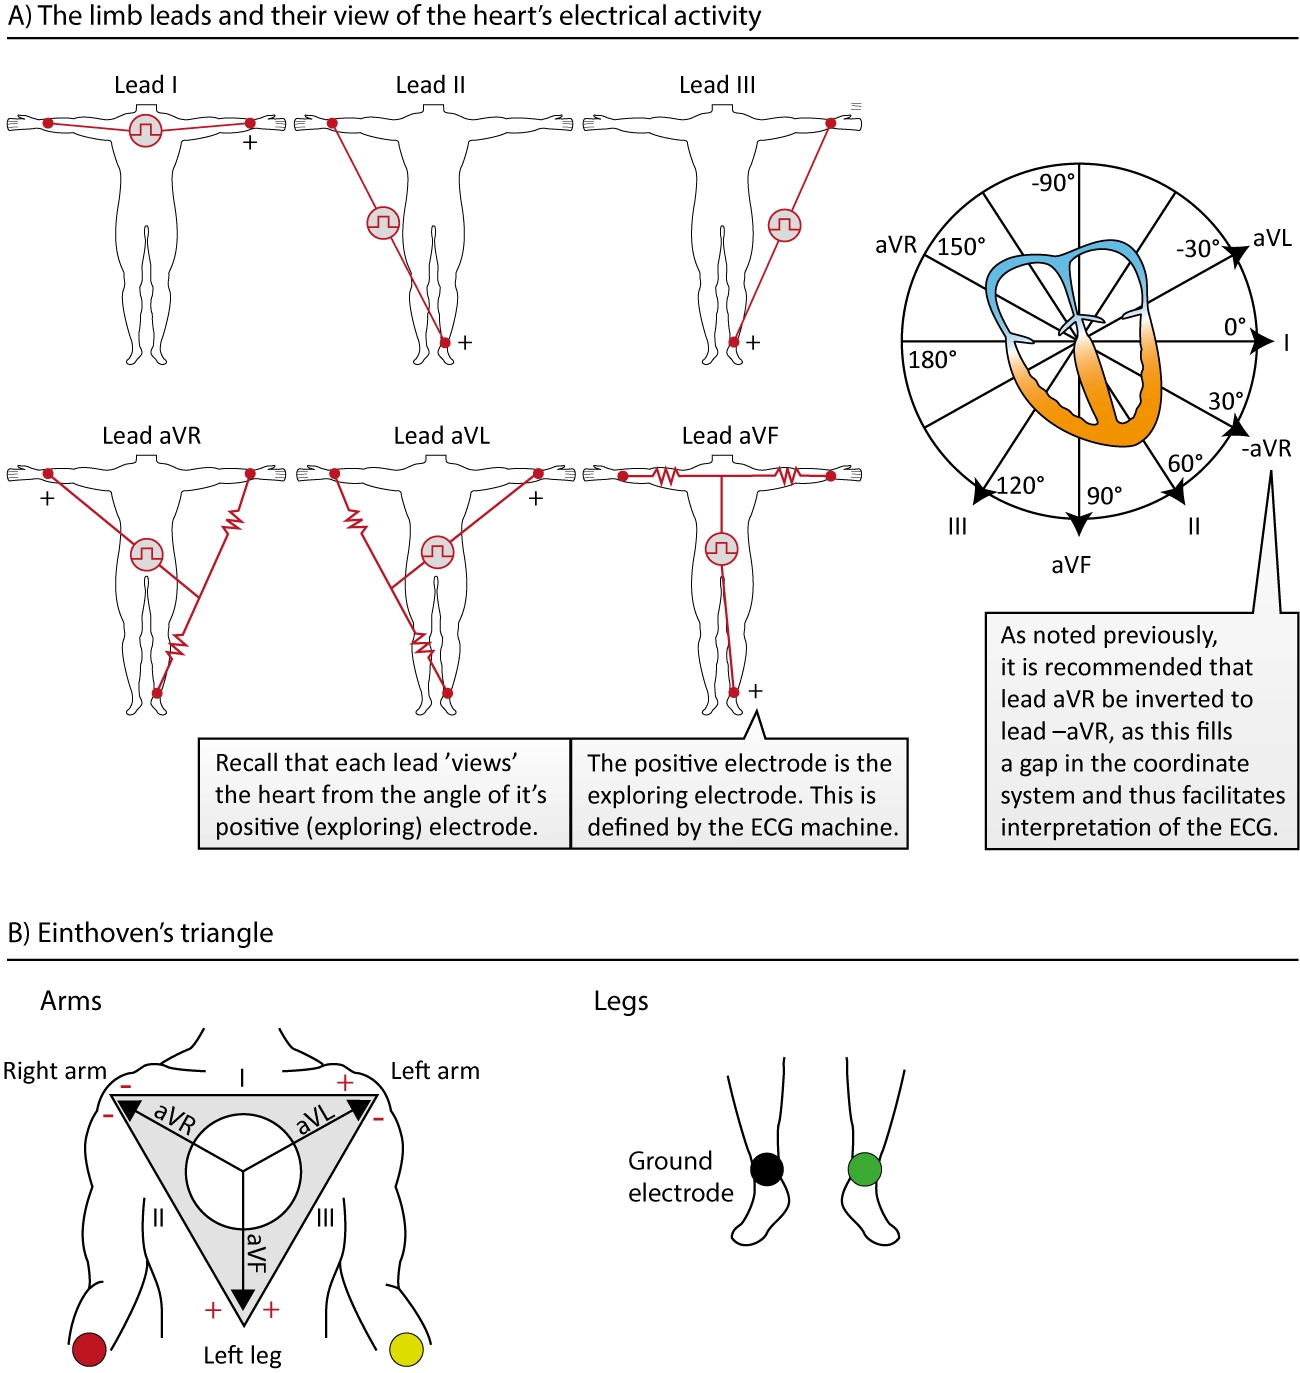 A) The limb leads and their view of the heart’s electrical activity
Lead I
Lead II
Lead III
+
+
+
Lead aVR
Lead aVL
Lead aVF
+
+
+
-90°
aVR
150°
-30°
aVL
0°
I
180°
30°
-aVR
60°
120°
90°
III
II
aVF
Recall that each lead ’views’
the heart from the angle of it’s
positive (exploring) electrode.
The positive electrode is the
exploring electrode. This is
defined by the ECG machine.
As noted previously,
it is recommended that
lead aVR be inverted to
lead –aVR, as this fills
a gap in the coordinate
system and thus facilitates
interpretation of the ECG.
B) Einthoven’s triangle
Arms
Legs
Right arm
-
I
+
Left arm
-
-
aVR
aVL
II
III
aVF
+
+
Left leg
Ground
electrode